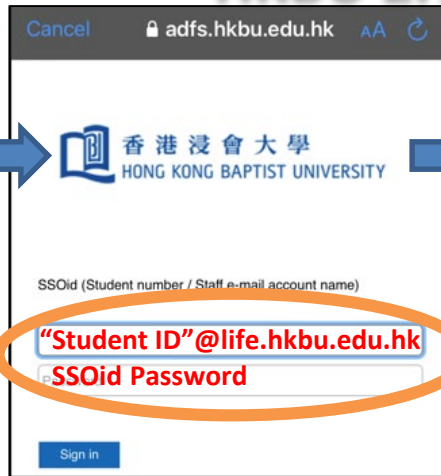 Cancel adfs.hkbu.edu.hk AA
香港浸會大學
HONG KONG BAPTIST UNIVERSITY
SSOid (Student number / Staff e-mail account name)
“Student ID”@life.hkbu.edu.hk
SSOid Password
Sign in